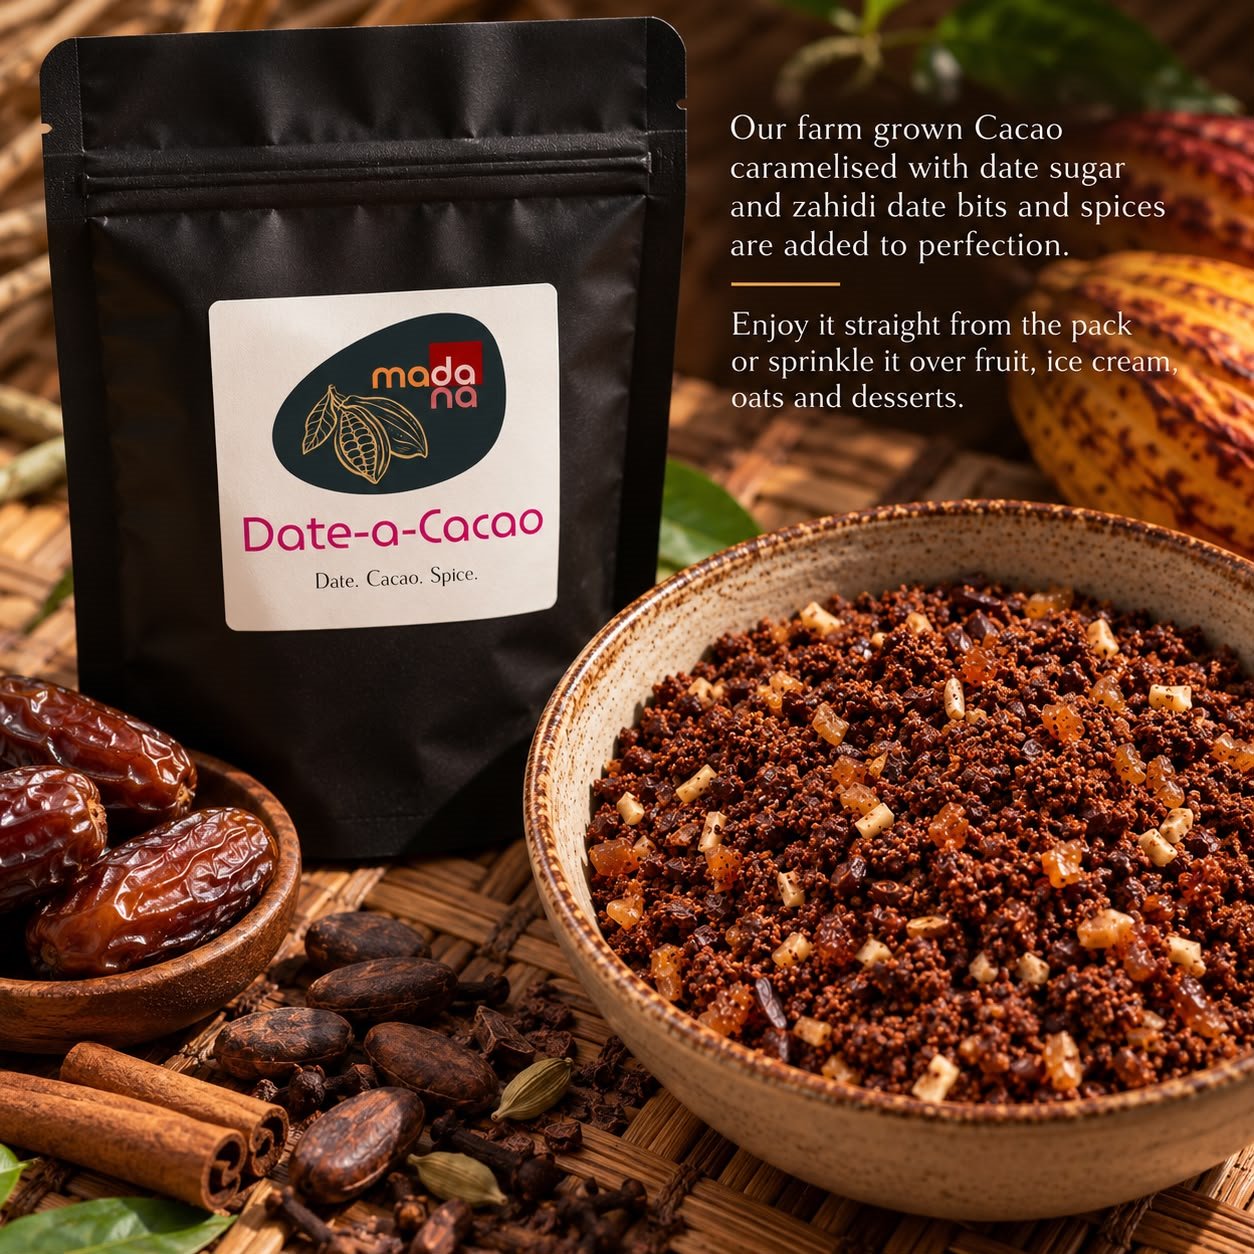 mada
na
Date-a-Cacao
Date. Cacao. Spice.
Our farm grown Cacao
caramelised with date sugar
and zahidi date bits and spices
are added to perfection.
Enjoy it straight from the pack
or sprinkle it over fruit, ice cream,
oats and desserts.